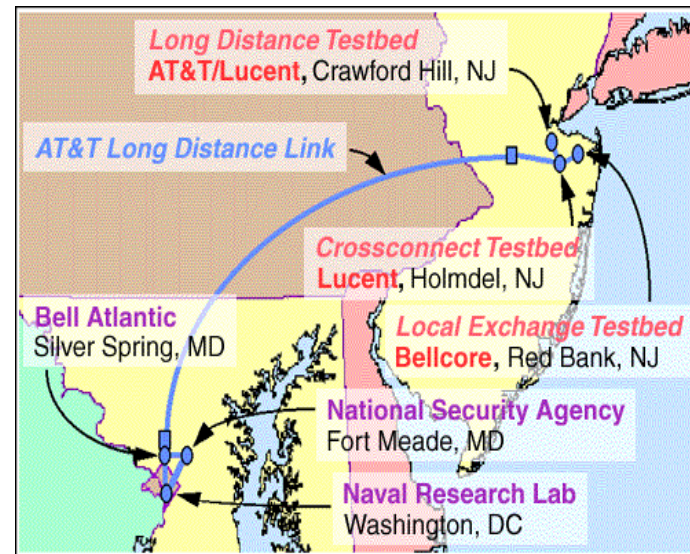 Long Distance Testbed
AT&T/Lucent, Crawford Hill, NJ
AT&T Long Distance Link
Crossconnect Testbed
Lucent, Holmdel, NJ
Bell Atlantic
Silver Spring, MD
Local Exchange Testbed
Bellcore, Red Bank, NJ
National Security Agency
Fort Meade, MD
Naval Research Lab
Washington, DC